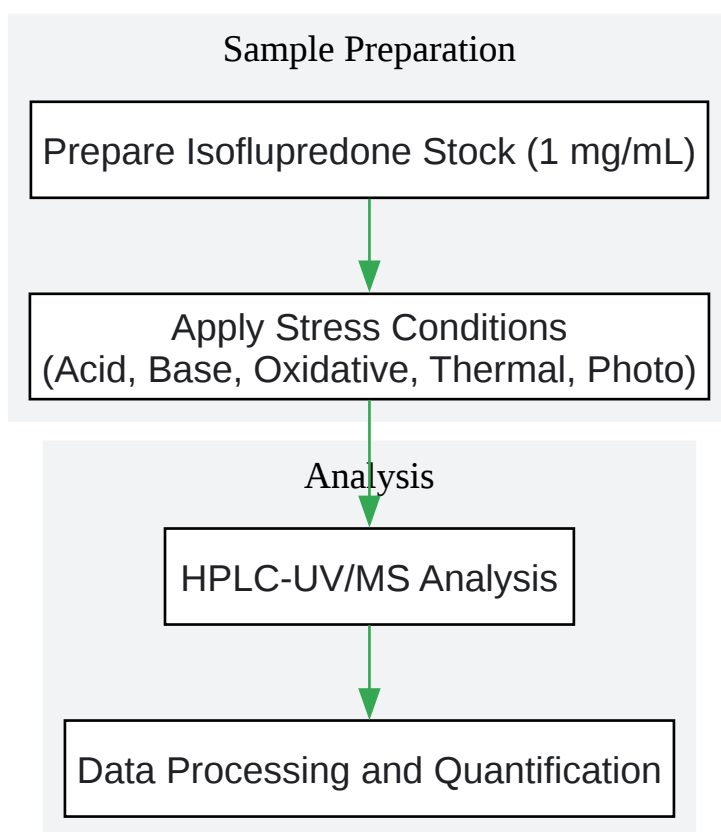 Sample Preparation
Prepare Isoflupredone Stock (1 mg/mL)
Apply Stress Conditions
(Acid, Base, Oxidative, Thermal, Photo)
Analysis
HPLC-UV/MS Analysis
Data Processing and Quantification